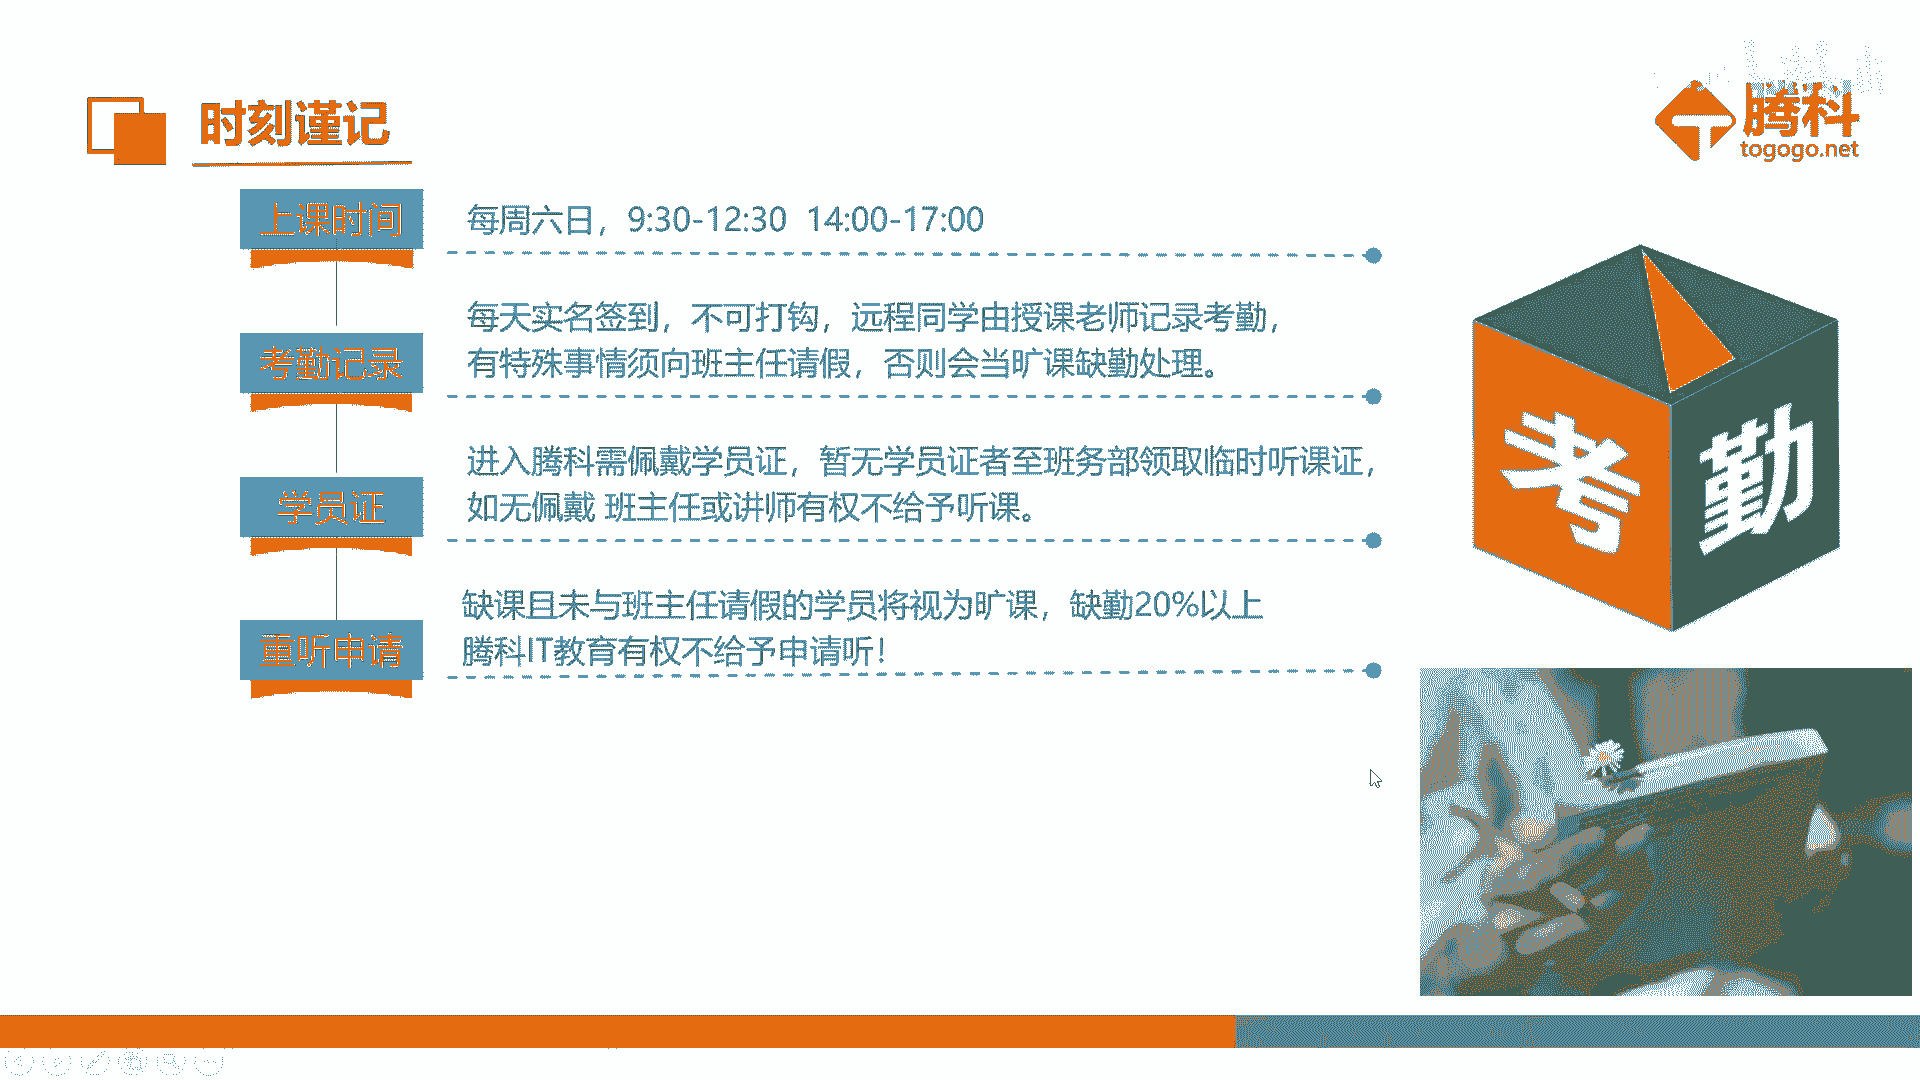 时刻谨记
腾科
togogo.net
上课时间
每周六日，9:30-12:30 14:00-17:00
考勤记录
每天实名签到，不可打钩，远程同学由授课老师记录考勤，
有特殊事情须向班主任请假，否则会当旷课缺勤处理。
学员证
进入腾科需佩戴学员证，暂无学员证者至班务部领取临时听课证，
如无佩戴 班主任或讲师有权不给予听课。
重听申请
缺课且未与班主任请假的学员将视为旷课，缺勤20%以上
腾科IT教育有权不给予申请听！
考勤